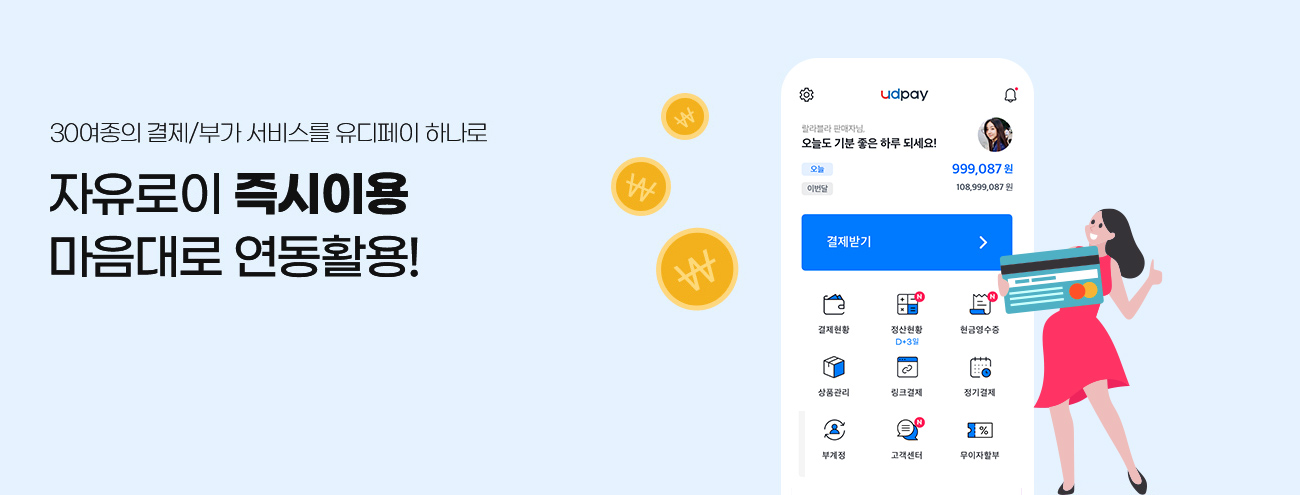 30여종의 결제/부가 서비스를 유디페이 하나로
자유로이 즉시이용
마음대로 연동활용!
udpay
랄라블라 판매자님,
오늘도 기분 좋은 하루 되세요!
오늘 999,087 원
이번달 108,999,087 원
결제받기
결제현황 정산현황 현금영수증
D+3일
상품관리 링크결제 정기결제
부계정 고객센터 무이자할부